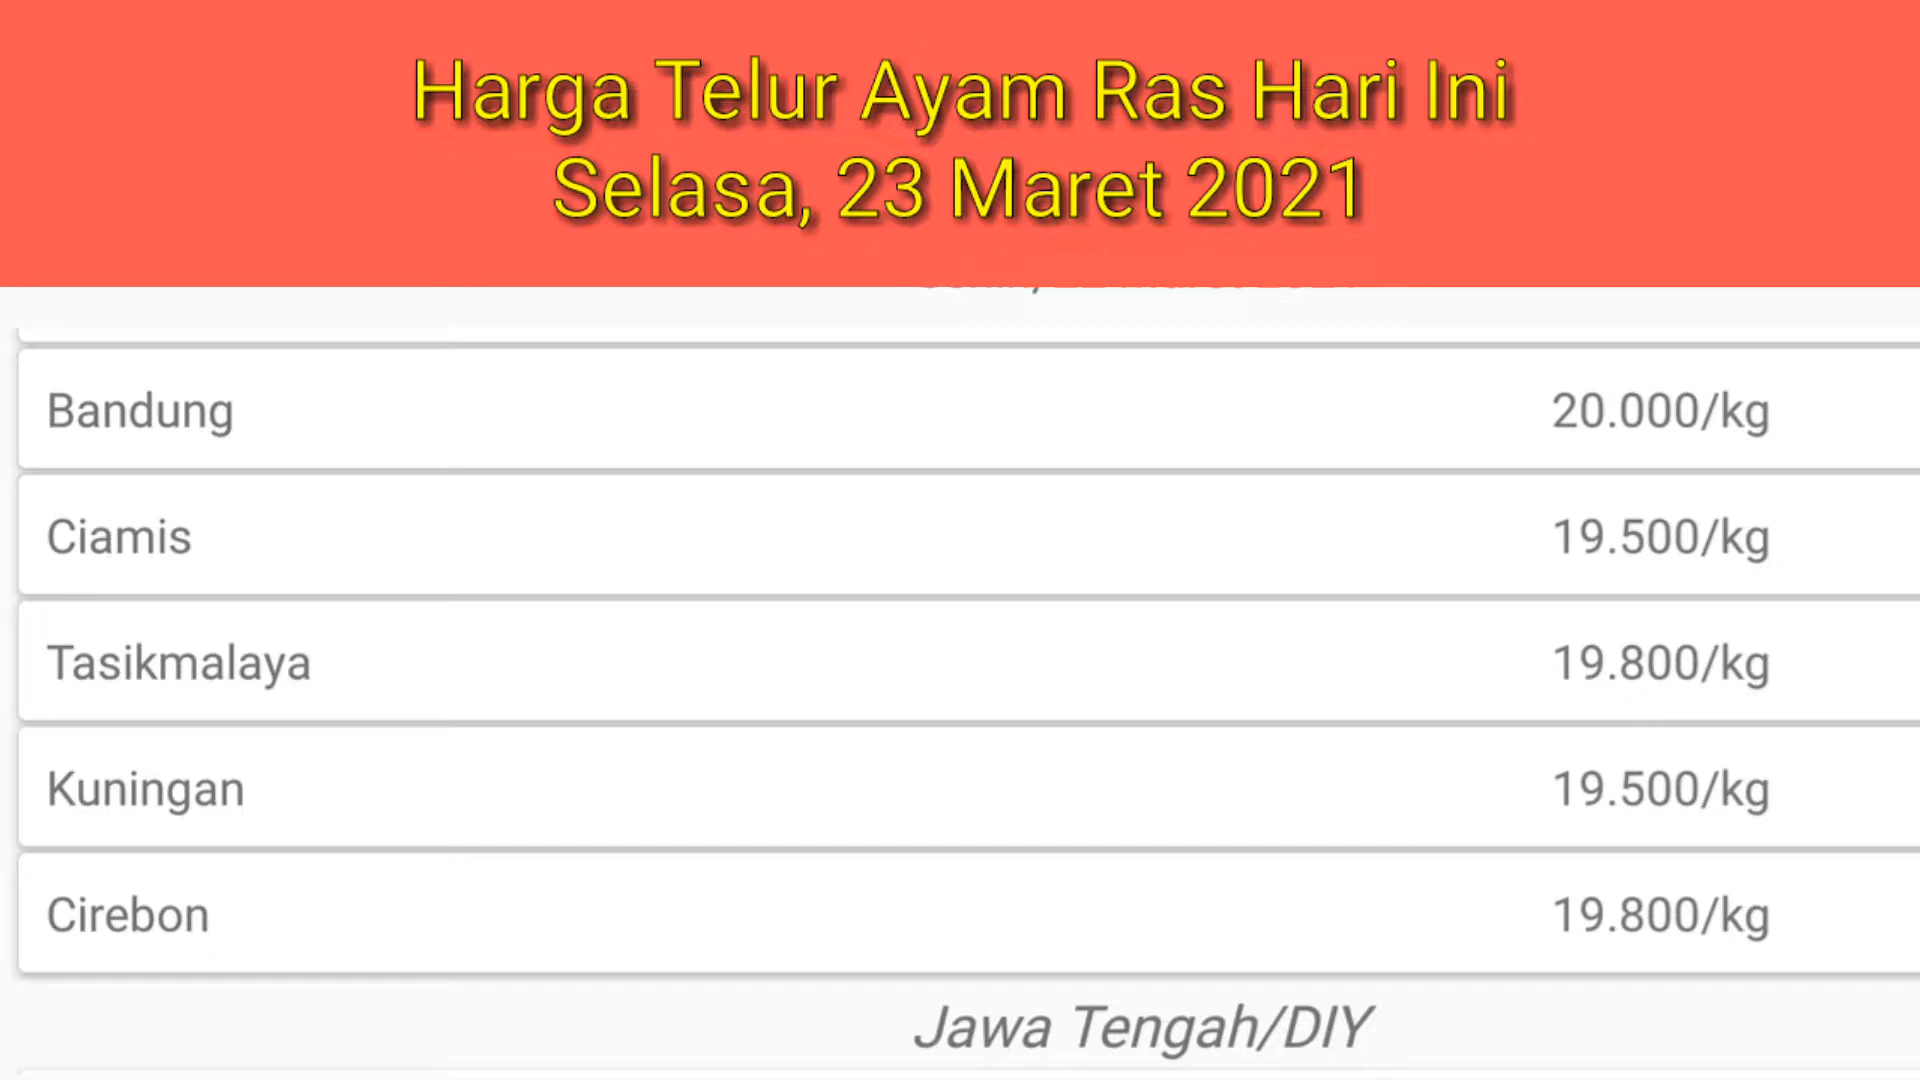 Harga Telur Ayam Ras Hari Ini
Selasa, 23 Maret 2021
Bandung 20.000/kg
Ciamis 19.500/kg
Tasikmalaya 19.800/kg
Kuningan 19.500/kg
Cirebon 19.800/kg
Jawa Tengah/DIY